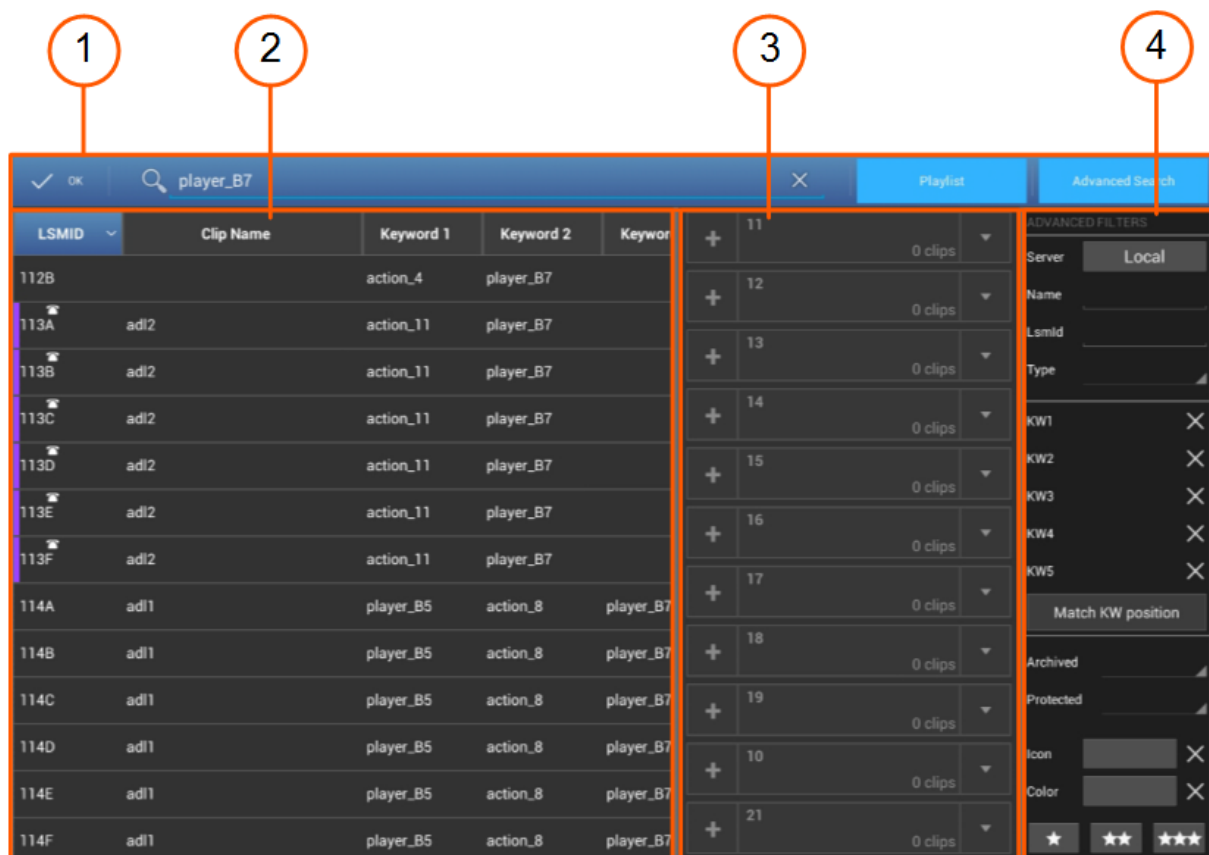 1 2 3 4
OK player_B7 Playlist Advanced Search
LSMID Clip Name Keyword 1 Keyword 2 Keywor
112B action_4 player_B7
113A adl2 action_11 player_B7
113B adl2 action_11 player_B7
113C adl2 action_11 player_B7
113D adl2 action_11 player_B7
113E adl2 action_11 player_B7
113F adl2 action_11 player_B7
114A adl1 player_B5 action_8 player_B7
114B adl1 player_B5 action_8 player_B7
114C adl1 player_B5 action_8 player_B7
114D adl1 player_B5 action_8 player_B7
114E adl1 player_B5 action_8 player_B7
114F adl1 player_B5 action_8 player_B7
+ 11 0 clips
+ 12 0 clips
+ 13 0 clips
+ 14 0 clips
+ 15 0 clips
+ 16 0 clips
+ 17 0 clips
+ 18 0 clips
+ 19 0 clips
+ 10 0 clips
+ 21 0 clips
ADVANCED FILTERS
Server Local
Name
LsmId
Type
KW1
KW2
KW3
KW4
KW5
Match KW position
Archived
Protected
Icon
Color